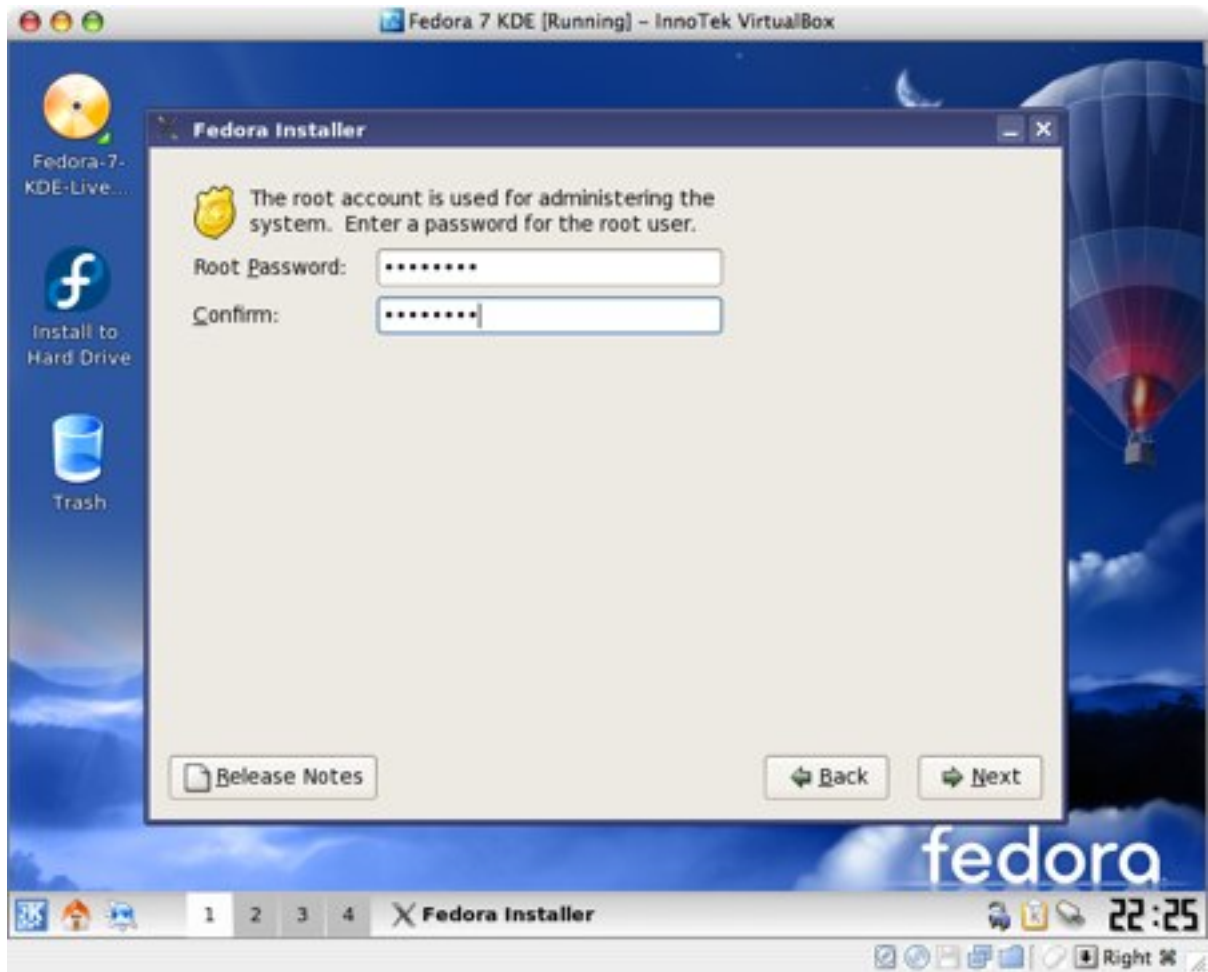 Fedora 7 KDE [Running] – InnoTek VirtualBox
Fedora-7-
KDE-Live....
Install to
Hard Drive
Trash
Fedora Installer
The root account is used for administering the
system. Enter a password for the root user.
Root Password: ••••••••
Confirm: ••••••••
Release Notes
Back
Next
fedora
1 2 3 4 Fedora Installer 22:25
Right ⌘